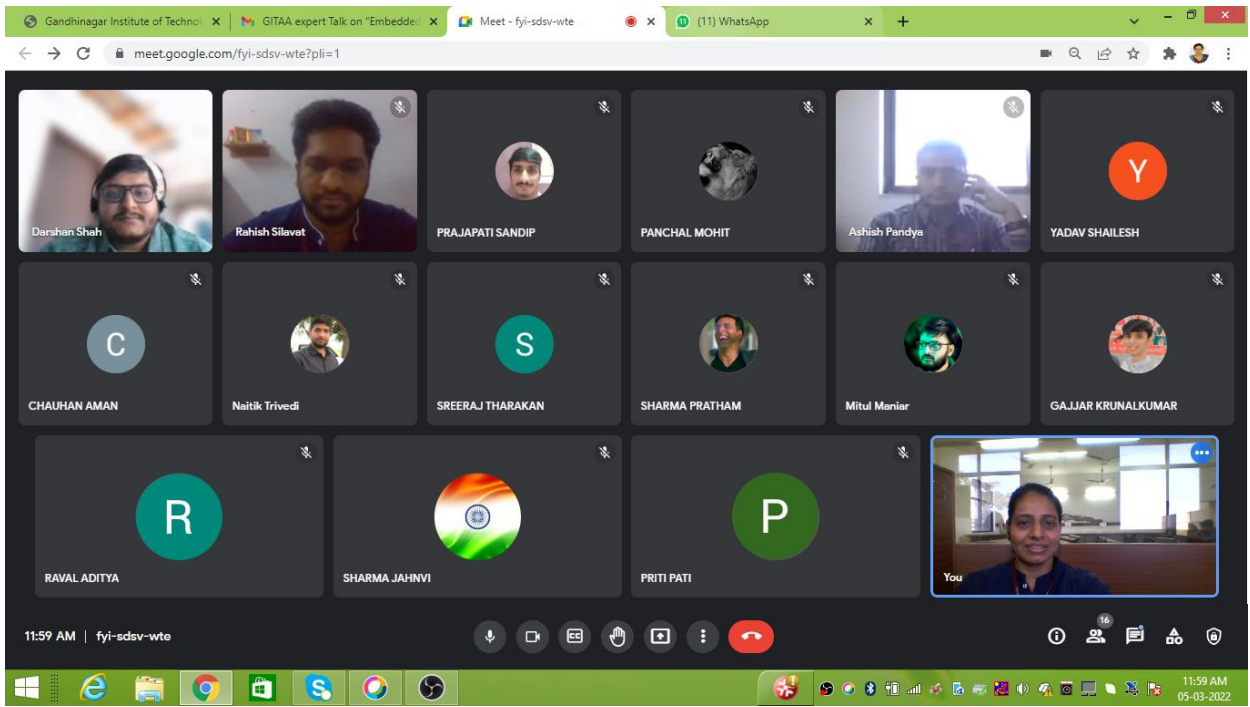 Gandhinagar Institute of Technol
GITAA expert Talk on "Embedded
Meet - fyi-sdsv-wte
(11) WhatsApp
meet.google.com/fyi-sdsv-wte?pli=1
Darshan Shah
Rahish Silavat
PRAJAPATI SANDIP
PANCHAL MOHIT
Ashish Pandya
Y
YADAV SHAILESH
C
CHAUHAN AMAN
Naitik Trivedi
S
SREERAJ THARAKAN
SHARMA PRATHAM
Mitul Maniar
GAJJAR KRUNALKUMAR
R
RAVAL ADITYA
SHARMA JAHNVI
P
PRITI PATI
You
11:59 AM | fyi-sdsv-wte
CC
16
11:59 AM
05-03-2022